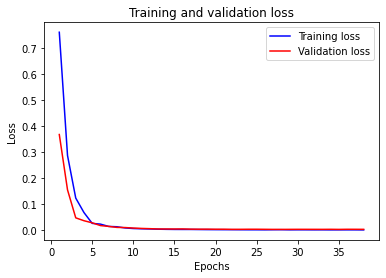 Training and validation loss
Training loss
Validation loss
0.7
0.6
0.5
0.4
0.3
0.2
0.1
0.0
Loss
0 5 10 15 20 25 30 35
Epochs